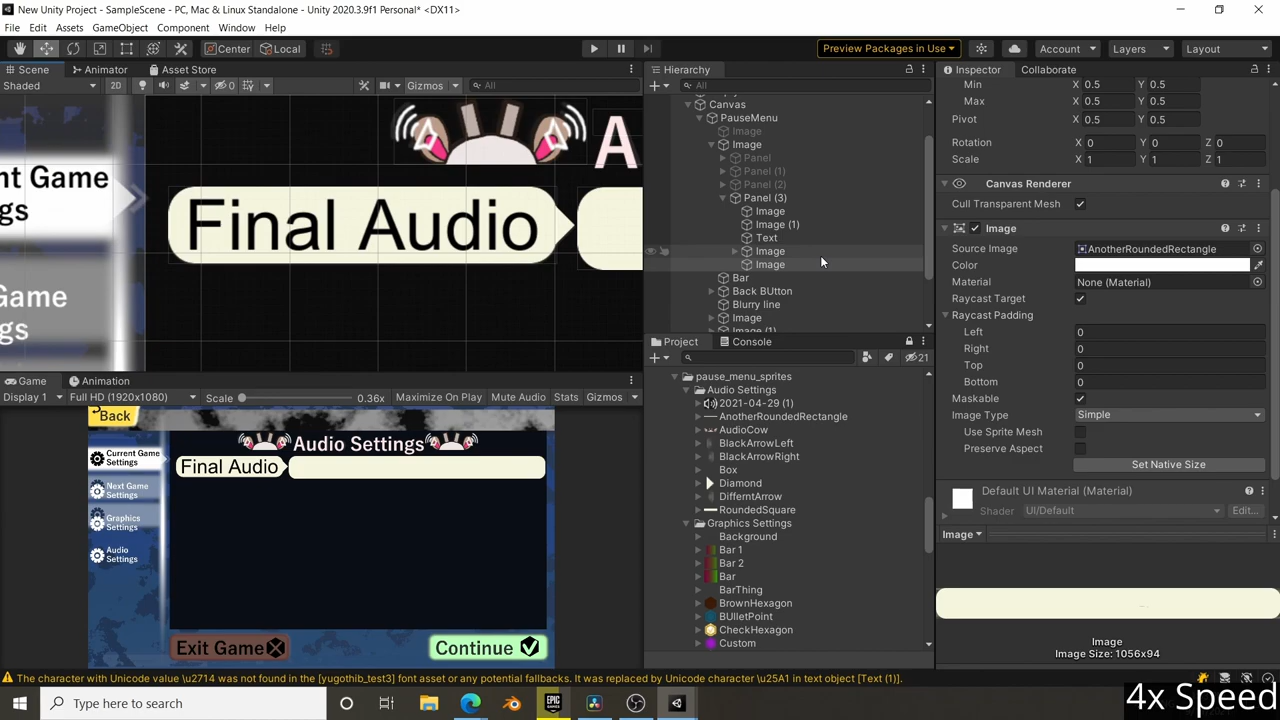 New Unity Project - SampleScene - PC, Mac & Linux Standalone - Unity 2020.3.9f1 Personal* <DX11>
File Edit Assets GameObject Component Window Help
Center Local Preview Packages in Use Account Layers Layout
Scene Animator Asset Store
Shaded 2D 0 Gizmos All
nt Game
gs
A
Final Audio
Game
ngs
Hierarchy
All
Canvas
PauseMenu
Image
Image
Panel
Panel (1)
Panel (2)
Panel (3)
Image
Image (1)
Text
Image
Image
Bar
Back BUtton
Blurry line
Image
Image (1)
Inspector Collaborate
Min X 0.5 Y 0.5
Max X 0.5 Y 0.5
Pivot X 0.5 Y 0.5
Rotation X 0 Y 0 Z 0
Scale X 1 Y 1 Z 1
Canvas Renderer
Cull Transparent Mesh
Image
Source Image AnotherRoundedRectangle
Color
Material None (Material)
Raycast Target
Raycast Padding
Left 0
Right 0
Top 0
Bottom 0
Maskable
Image Type Simple
Use Sprite Mesh
Preserve Aspect
Set Native Size
Default UI Material (Material)
Shader UI/Default Edit...
Image
Image
Image Size: 1056x94
Game Animation
Display 1 Full HD (1920x1080) Scale 0.36x Maximize On Play Mute Audio Stats Gizmos
Back
Audio Settings
Current Game
Settings
Final Audio
Next Game
Settings
Graphics
Settings
Audio
Settings
Exit Game
Continue
Project Console
21
pause_menu_sprites
Audio Settings
2021-04-29 (1)
AnotherRoundedRectangle
AudioCow
BlackArrowLeft
BlackArrowRight
Box
Diamond
DifferntArrow
RoundedSquare
Graphics Settings
Background
Bar 1
Bar 2
Bar
BarThing
BrownHexagon
BUlletPoint
CheckHexagon
Custom
The character with Unicode value \u2714 was not found in the [yugothib_test3] font asset or any potential fallbacks. It was replaced by Unicode character \u25A1 in text object [Text (1)].
Type here to search
EPIC
GAMES
4x Speed